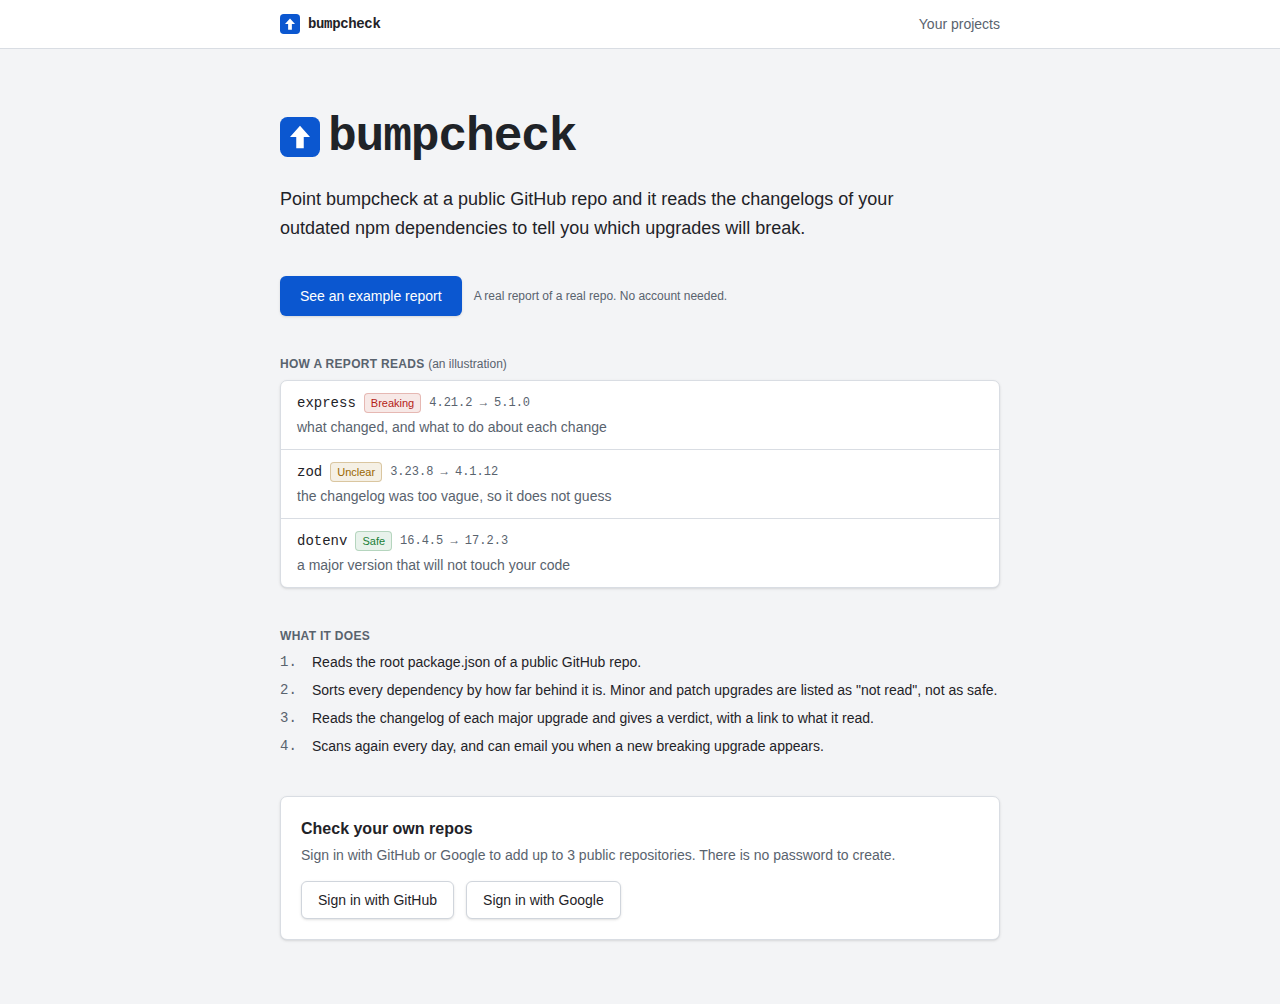 bumpcheck
Your projects
bumpcheck
Point bumpcheck at a public GitHub repo and it reads the changelogs of your
outdated npm dependencies to tell you which upgrades will break.
See an example report
A real report of a real repo. No account needed.
HOW A REPORT READS (an illustration)
express Breaking 4.21.2 → 5.1.0
what changed, and what to do about each change
zod Unclear 3.23.8 → 4.1.12
the changelog was too vague, so it does not guess
dotenv Safe 16.4.5 → 17.2.3
a major version that will not touch your code
WHAT IT DOES
1. Reads the root package.json of a public GitHub repo.
2. Sorts every dependency by how far behind it is. Minor and patch upgrades are listed as "not read", not as safe.
3. Reads the changelog of each major upgrade and gives a verdict, with a link to what it read.
4. Scans again every day, and can email you when a new breaking upgrade appears.
Check your own repos
Sign in with GitHub or Google to add up to 3 public repositories. There is no password to create.
Sign in with GitHub
Sign in with Google